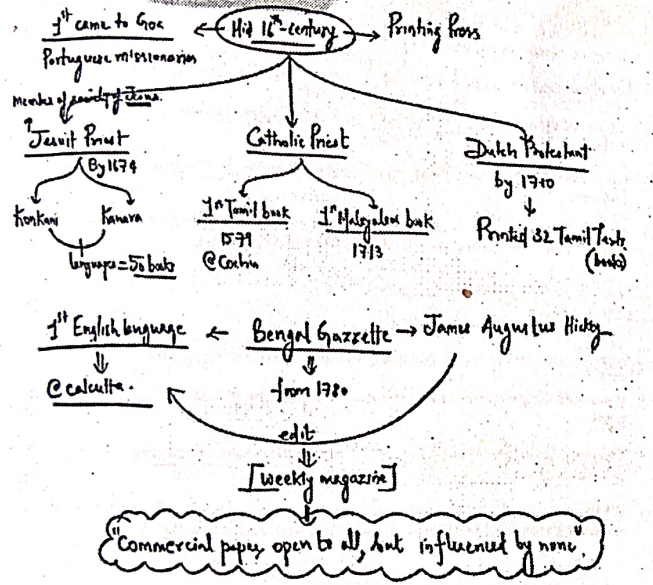 1st came to Goa ← Mid 16th-century → Printing Press
Portuguese missionaries
Member of society of Jesus.
Jesuit Priest
Catholic Priest
Dutch Protestant
By 1674
by 1710
Konkani
Kanara
1st Tamil book
1st Malayalam book
Printed 32 Tamil Texts
1579
1713
(books)
@Cochin
languages = 50 books
1st English language ← Bengal Gazzette → James Augustus Hickey
@calcutta.
from 1780
edit
[Weekly magazine]
"Commercial paper, open to all, but influenced by none".